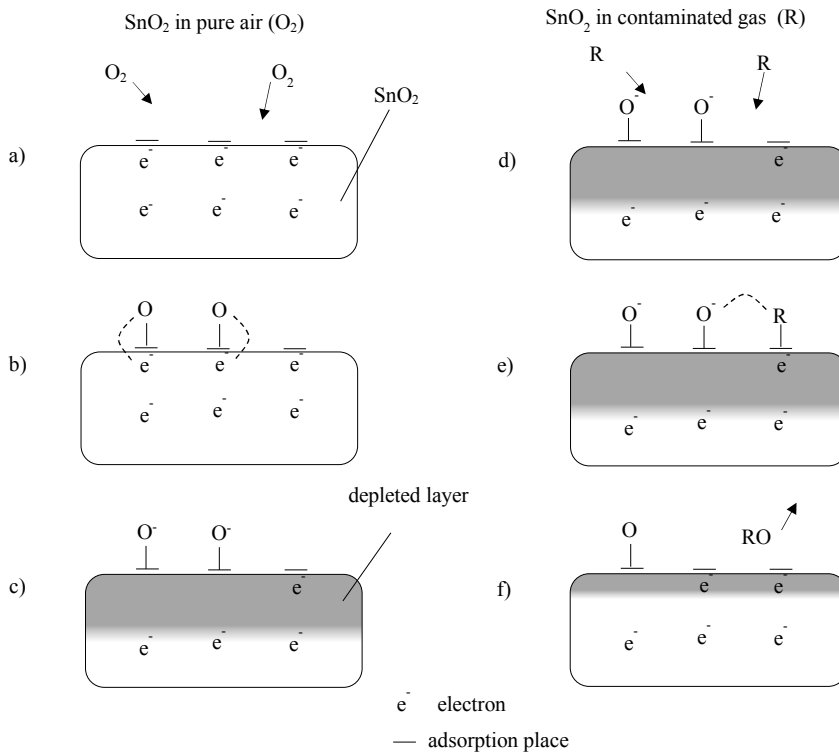 SnO₂ in pure air (O₂)
O₂
O₂
SnO₂
a)
e⁻ e⁻ e⁻
e⁻ e⁻ e⁻
O O
b)
e⁻ e⁻ e⁻
e⁻ e⁻ e⁻
depleted layer
O⁻ O⁻
c)
e⁻
e⁻ e⁻ e⁻
SnO₂ in contaminated gas (R)
R
R
O⁻ O⁻
d)
e⁻
e⁻ e⁻ e⁻
O⁻ O⁻ R
e)
e⁻
e⁻ e⁻ e⁻
O
RO
f)
e⁻ e⁻
e⁻ e⁻ e⁻
e⁻ electron
— adsorption place